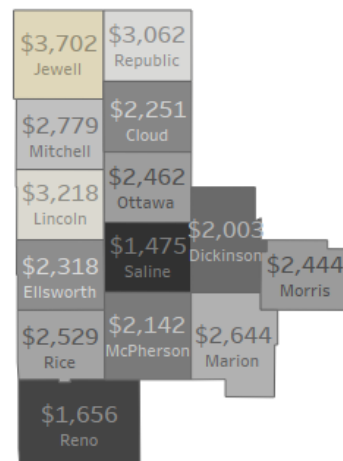 $3,702
Jewell
$3,062
Republic
$2,779
Mitchell
$2,251
Cloud
$3,218
Lincoln
$2,462
Ottawa
$2,318
Ellsworth
$1,475
Saline
$2,003
Dickinson
$2,444
Morris
$2,529
Rice
$2,142
McPherson
$2,644
Marion
$1,656
Reno